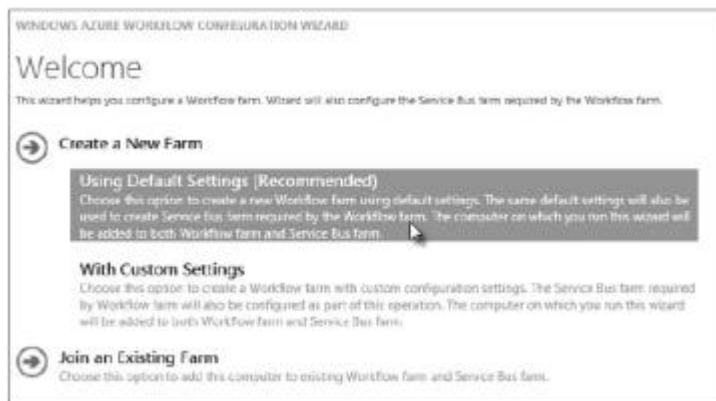 WINDOWS AZURE WORKFLOW CONFIGURATION WIZARD
Welcome
This wizard helps you configure a Workflow farm. Wizard will also configure the Service Bus farm required by the Workflow farm.
Create a New Farm
Using Default Settings (Recommended)
Choose this option to create a new Workflow farm using default settings. The same default settings will also be
used to create Service Bus farm required by the Workflow farm. The computer on which you run this wizard will
be added to both Workflow farm and Service Bus farm.
With Custom Settings
Choose this option to create a Workflow farm with custom configuration settings. The Service Bus farm required
by Workflow farm will also be configured as part of this operation. The computer on which you run this wizard
will be added to both Workflow farm and Service Bus farm.
Join an Existing Farm
Choose this option to add this computer to existing Workflow farm and Service Bus farm.